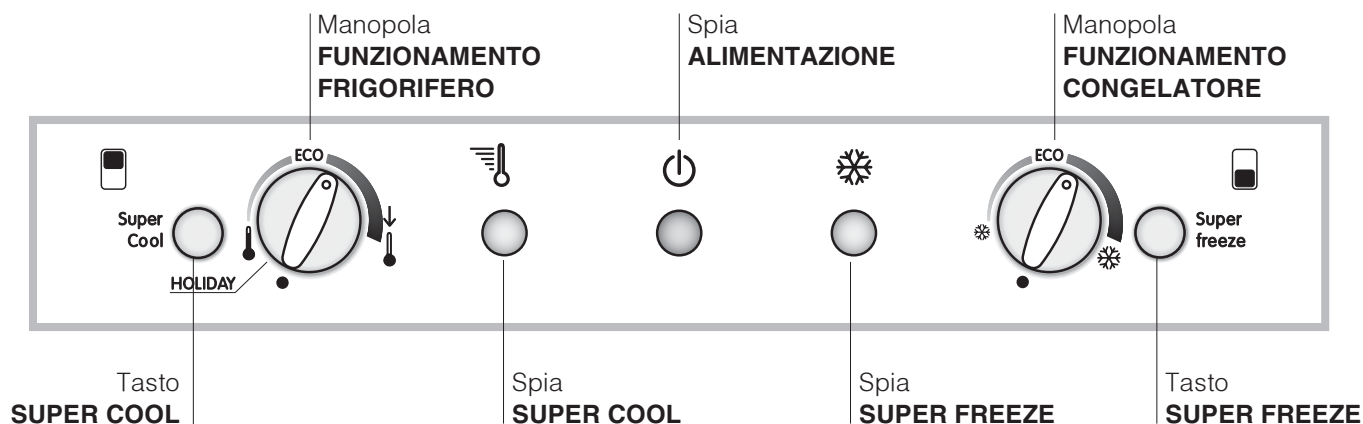 Manopola
FUNZIONAMENTO
FRIGORIFERO
Spia
ALIMENTAZIONE
Manopola
FUNZIONAMENTO
CONGELATORE
ECO
ECO
Super
Cool
Super
freeze
HOLIDAY
Tasto
SUPER COOL
Spia
SUPER COOL
Spia
SUPER FREEZE
Tasto
SUPER FREEZE